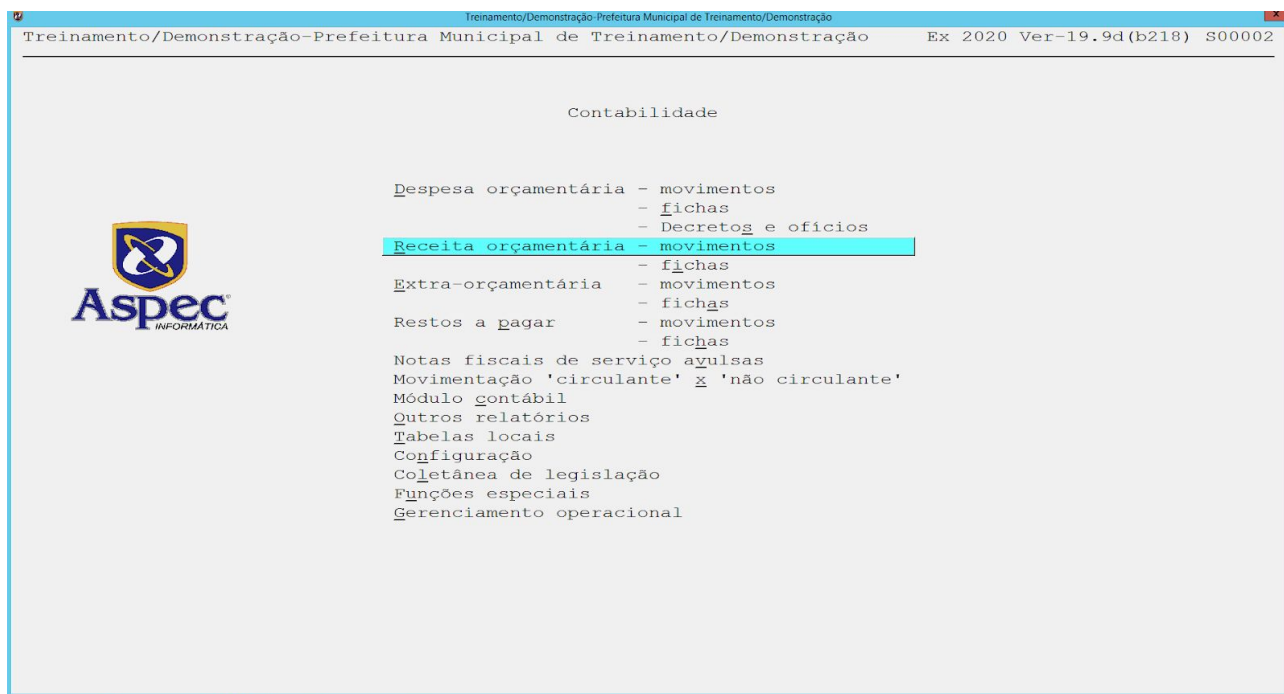 Treinamento/Demonstração-Prefeitura Municipal de Treinamento/Demonstração
Treinamento/Demonstração-Prefeitura Municipal de Treinamento/Demonstração Ex 2020 Ver-19.9d(b218) S00002
Contabilidade
Despesa orçamentária - movimentos
- fichas
- Decretos e ofícios
Receita orçamentária - movimentos
- fichas
Extra-orçamentária - movimentos
- fichas
Restos a pagar - movimentos
- fichas
Notas fiscais de serviço avulsas
Movimentação 'circulante' x 'não circulante'
Módulo contábil
Outros relatórios
Tabelas locais
Configuração
Coletânea de legislação
Funções especiais
Gerenciamento operacional
Aspec
INFORMÁTICA